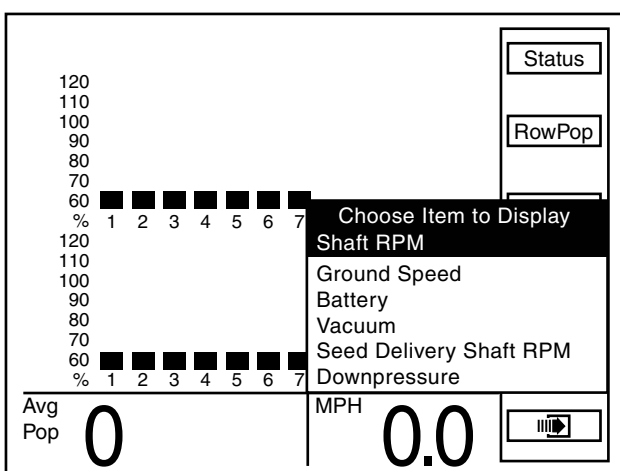 Status
120
110
100
90
80
70
60
% 1 2 3 4 5 6 7
RowPop
Choose Item to Display
Shaft RPM
Ground Speed
Battery
Vacuum
Seed Delivery Shaft RPM
Downpressure
120
110
100
90
80
70
60
% 1 2 3 4 5 6 7
Avg
Pop 0
MPH 0.0